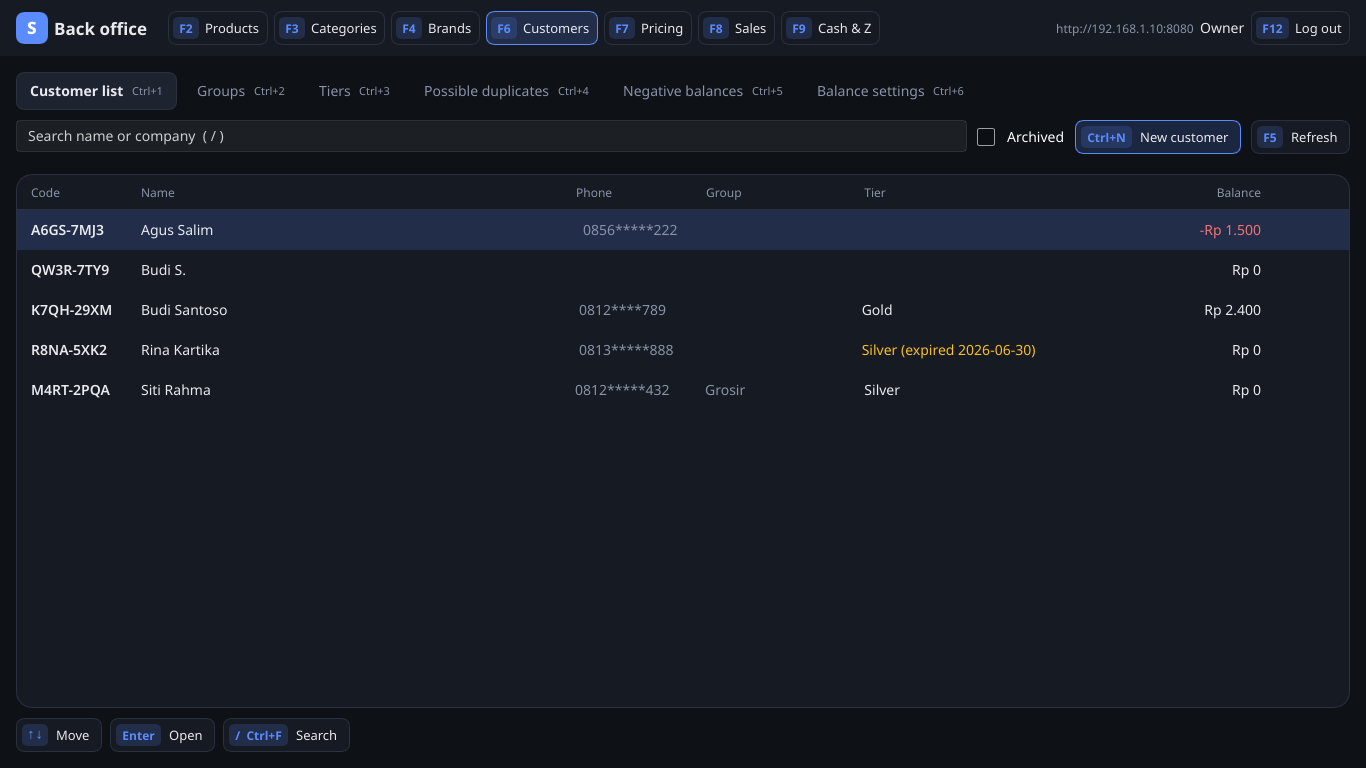 S Back office F2 Products F3 Categories F4 Brands F6 Customers F7 Pricing F8 Sales F9 Cash & Z http://192.168.1.10:8080 Owner F12 Log out
Customer list Ctrl+1 Groups Ctrl+2 Tiers Ctrl+3 Possible duplicates Ctrl+4 Negative balances Ctrl+5 Balance settings Ctrl+6
Search name or company ( / ) Archived Ctrl+N New customer F5 Refresh
Code Name Phone Group Tier Balance
A6GS-7MJ3 Agus Salim 0856*****222 -Rp 1.500
QW3R-7TY9 Budi S. Rp 0
K7QH-29XM Budi Santoso 0812****789 Gold Rp 2.400
R8NA-5XK2 Rina Kartika 0813*****888 Silver (expired 2026-06-30) Rp 0
M4RT-2PQA Siti Rahma 0812*****432 Grosir Silver Rp 0
↑↓ Move Enter Open / Ctrl+F Search